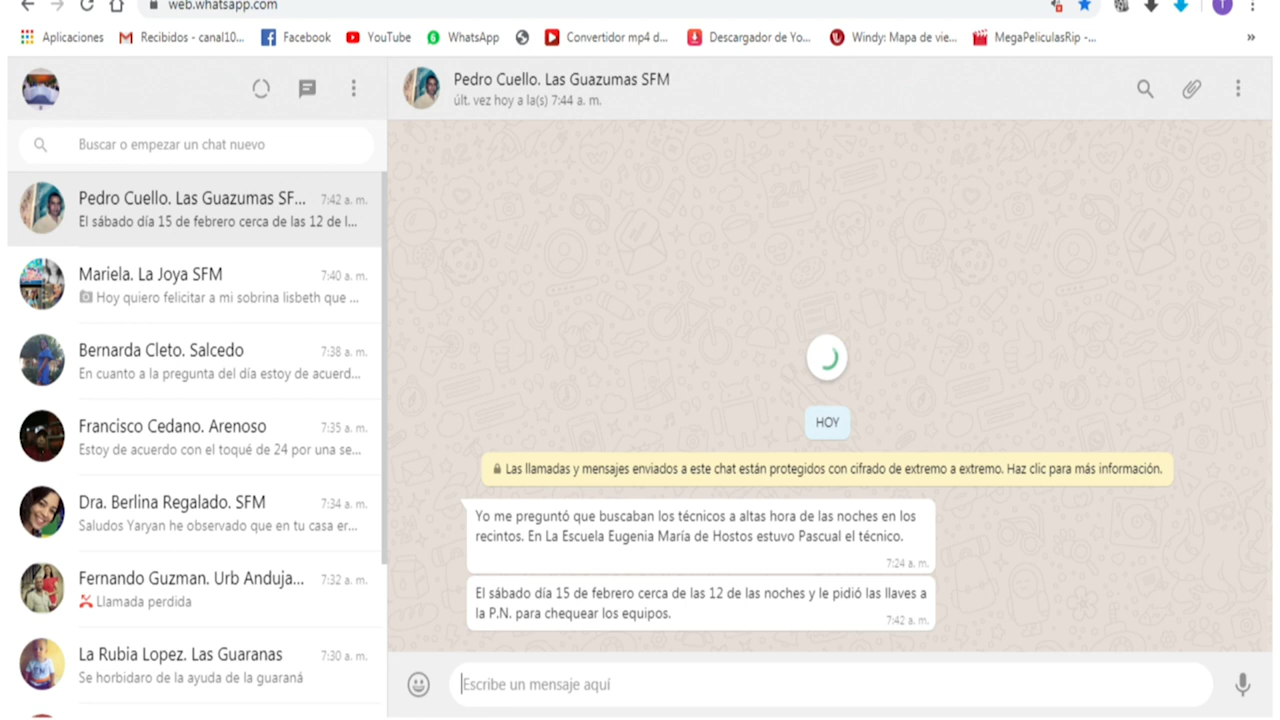 web.whatsapp.com
Aplicaciones
Recibidos - canal10...
Facebook
YouTube
WhatsApp
Convertidor mp4 d...
Descargador de Yo...
Windy: Mapa de vie...
MegaPeliculasRip -...
»
Pedro Cuello. Las Guazumas SFM
últ. vez hoy a la(s) 7:44 a. m.
Buscar o empezar un chat nuevo
Pedro Cuello. Las Guazumas SF... 7:42 a. m.
El sábado día 15 de febrero cerca de las 12 de l...
Mariela. La Joya SFM 7:40 a. m.
Hoy quiero felicitar a mi sobrina lisbeth que ...
Bernarda Cleto. Salcedo 7:38 a. m.
En cuanto a la pregunta del día estoy de acuerd...
Francisco Cedano. Arenoso 7:35 a. m.
Estoy de acuerdo con el toqué de 24 por una se...
Dra. Berlina Regalado. SFM 7:34 a. m.
Saludos Yaryan he observado que en tu casa er...
Fernando Guzman. Urb Anduja... 7:32 a. m.
Llamada perdida
La Rubia Lopez. Las Guaranas 7:30 a. m.
Se horbidaro de la ayuda de la guaraná
HOY
Las llamadas y mensajes enviados a este chat están protegidos con cifrado de extremo a extremo. Haz clic para más información.
Yo me preguntó que buscaban los técnicos a altas hora de las noches en los
recintos. En La Escuela Eugenia María de Hostos estuvo Pascual el técnico.
7:24 a. m.
El sábado día 15 de febrero cerca de las 12 de las noches y le pidió las llaves a
la P.N. para chequear los equipos.
7:42 a. m.
Escribe un mensaje aquí